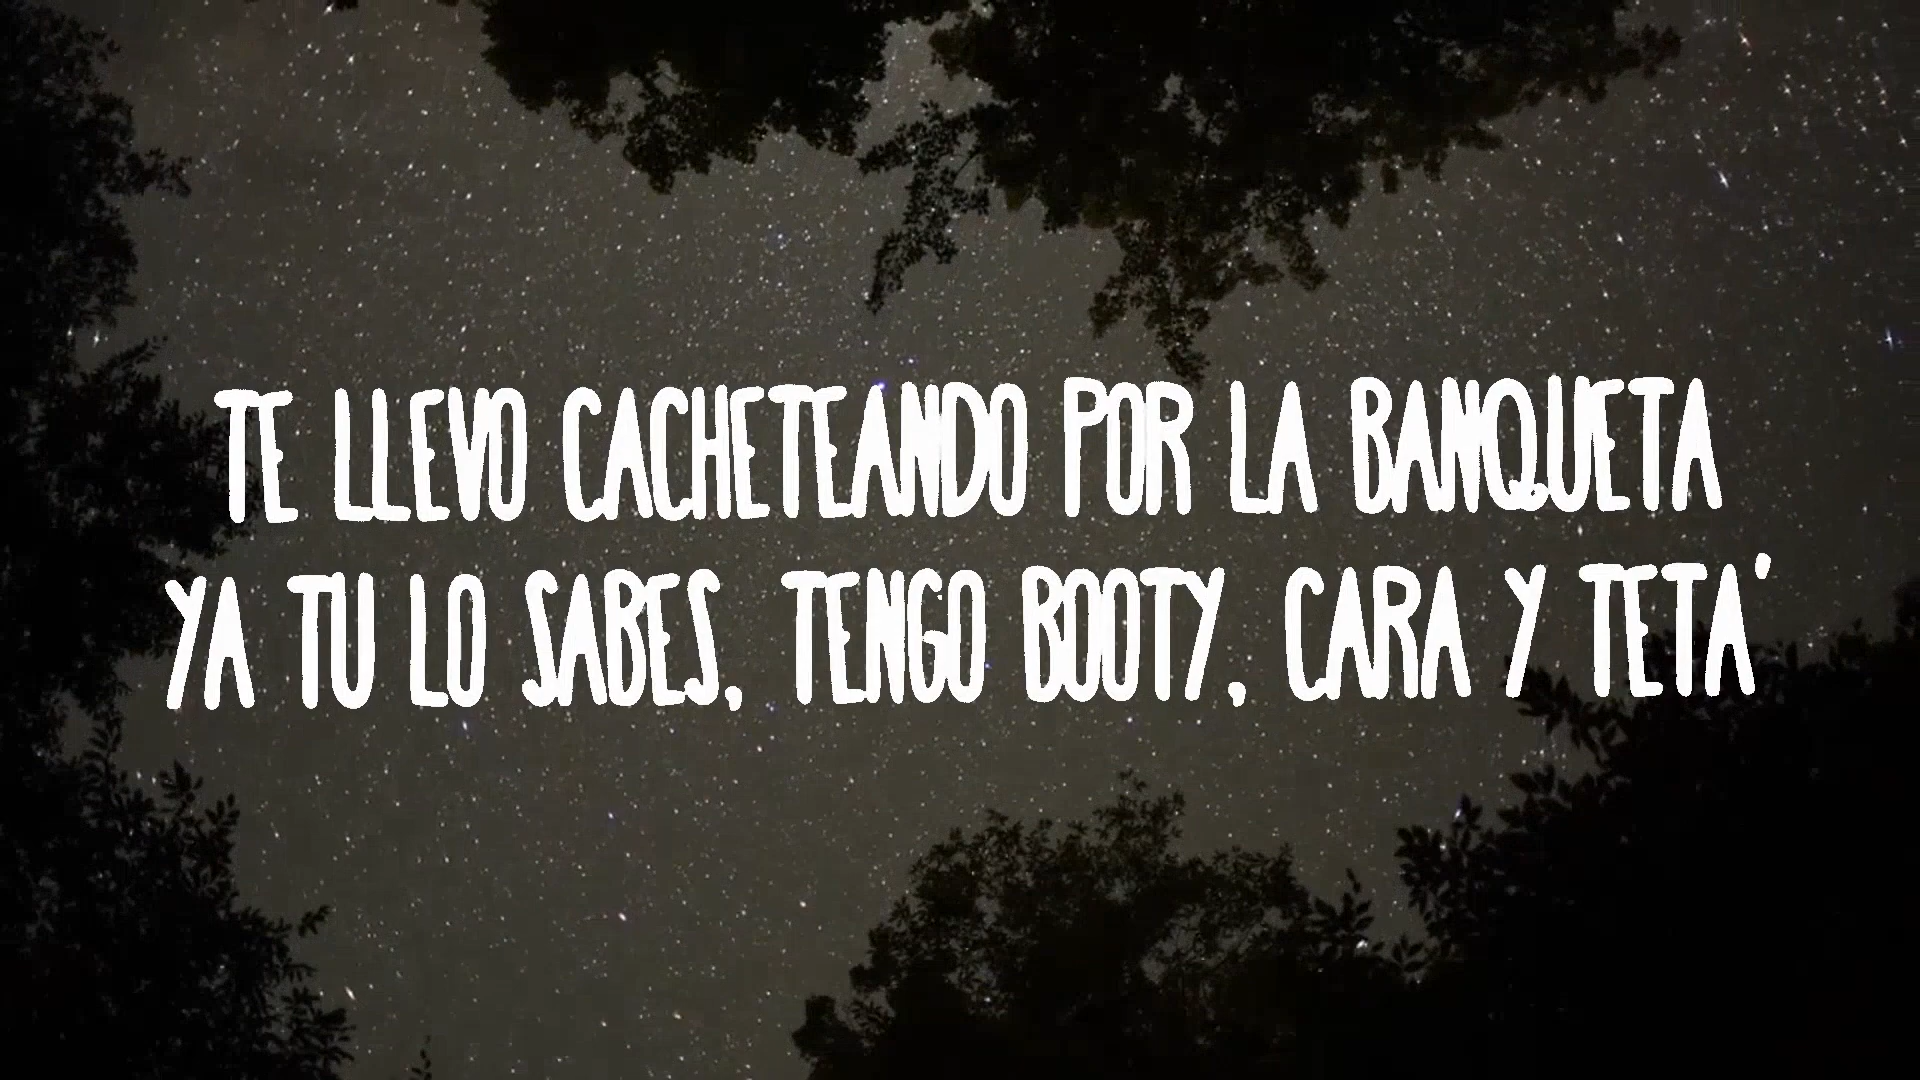 TE LLEVO CACHETEANDO POR LA BANQUETA
YA TU LO SABES, TENGO BOOTY, CARA Y TETA'